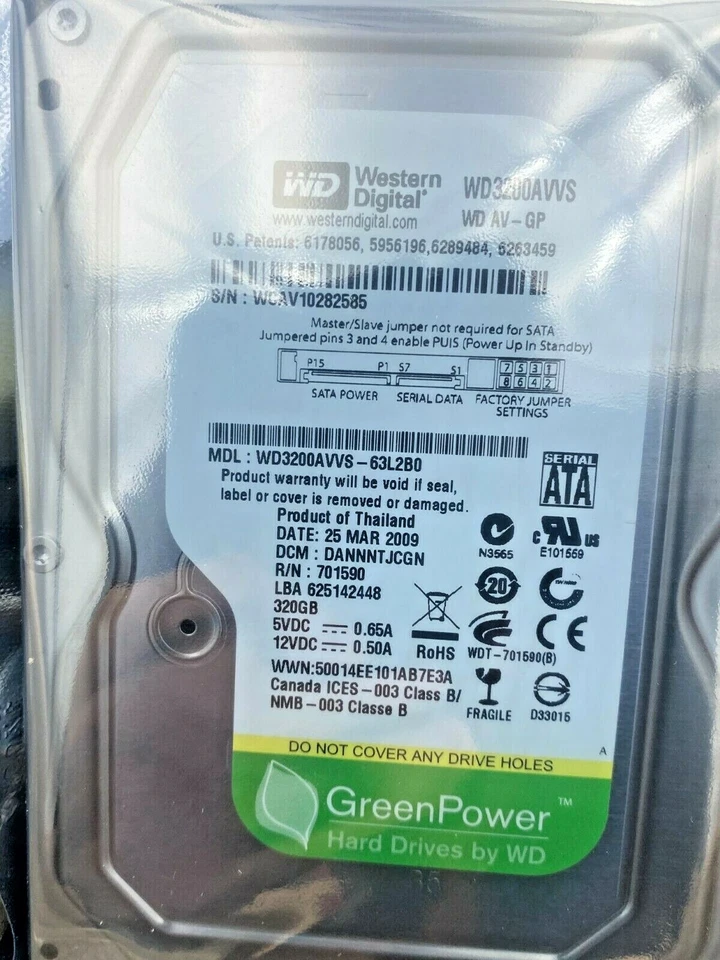 WD Western Digital® WD3200AVVS
www.westerndigital.com WD AV-GP
U.S. Patents: 6178056, 5956196,6289484, 6263459
S/N : WCAV10282585
Master/Slave jumper not required for SATA
Jumpered pins 3 and 4 enable PUIS (Power Up In Standby)
P15 P1 S7 S1 7 5 3 1
8 6 4 2
SATA POWER SERIAL DATA FACTORY JUMPER
SETTINGS
MDL : WD3200AVVS-63L2B0
Product warranty will be void if seal,
label or cover is removed or damaged.
SERIAL
ATA
Product of Thailand
DATE: 25 MAR 2009
DCM : DANNNTJCGN
R/N : 701590
LBA 625142448
320GB
5VDC 0.65A
12VDC 0.50A
WWN:50014EE101AB7E3A
Canada ICES-003 Class B/
NMB-003 Classe B
N3565
c RU US
E101559
20
RoHS
WDT-701590(B)
CE
FRAGILE
D33015
A
DO NOT COVER ANY DRIVE HOLES
GreenPower™
Hard Drives by WD